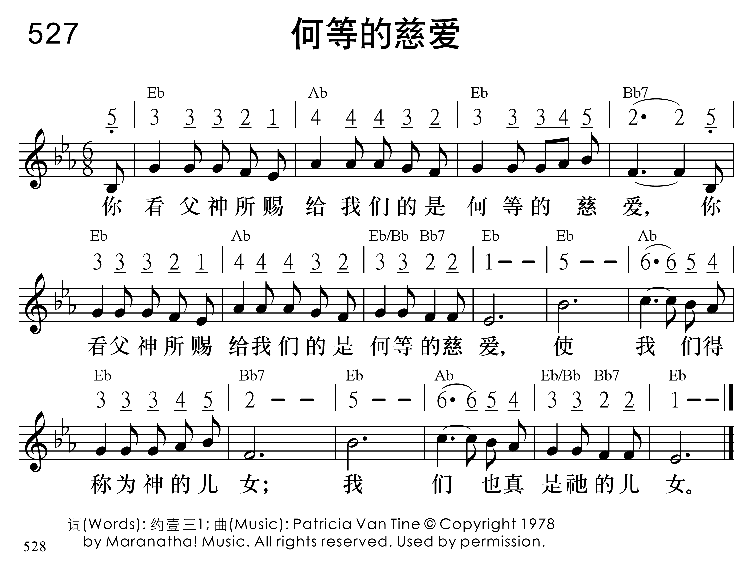 527
何等的慈爱
Eb Ab Eb Bb7
5 3 3 3 2 1 4 4 4 3 2 3 3 3 4 5 2· 2 5
6
8
你 看父神所赐 给我们的是 何等的 慈 爱, 你
Eb Ab Eb/Bb Bb7 Eb Eb Ab
3 3 3 2 1 4 4 4 3 2 3 3 2 2 1 – – 5 – – 6·6 5 4
看父神所赐 给我们的是 何等的慈 爱, 使 我 们得
Eb Bb7 Eb Ab Eb/Bb Bb7 Eb
3 3 3 4 5 2 – – 5 – – 6·6 5 4 3 3 2 2 1 – –
称为神的儿 女; 我 们 也真 是祂的儿 女。
词(Words): 约壹三1; 曲(Music): Patricia Van Tine © Copyright 1978
by Maranatha! Music. All rights reserved. Used by permission.
528